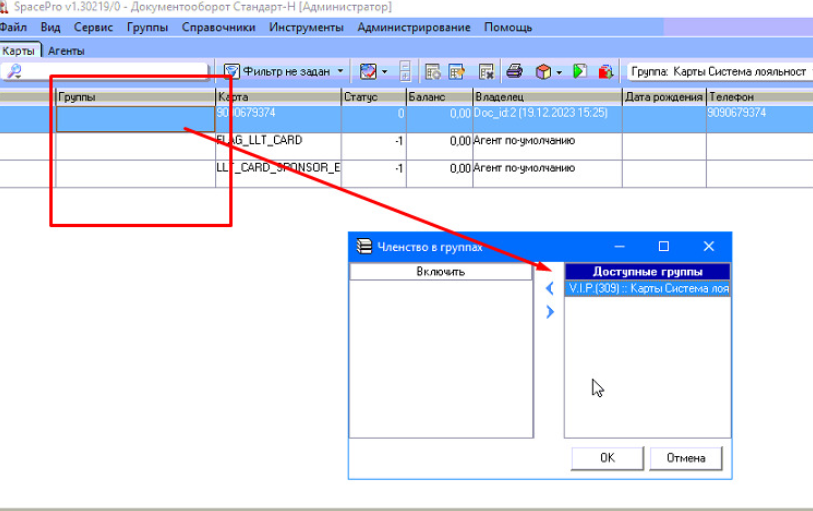 SpacePro v1.30219/0 - Документооборот Стандарт-Н [Администратор]
Файл Вид Сервис Группы Справочники Инструменты Администрирование Помощь
Карты Агенты
Фильтр не задан Группа: Карты Система лояльност
Группы Карта Статус Баланс Владелец Дата рождения Телефон
9090679374 0 0,00 Doc_id:2 (19.12.2023 15:25) 9090679374
FLAG_LLT_CARD -1 0,00 Агент по-умолчанию
LLT_CARD_SPONSOR_E -1 0,00 Агент по-умолчанию
Членство в группах
Включить Доступные группы
V.I.P.(309) :: Карты Система лоя
OK Отмена